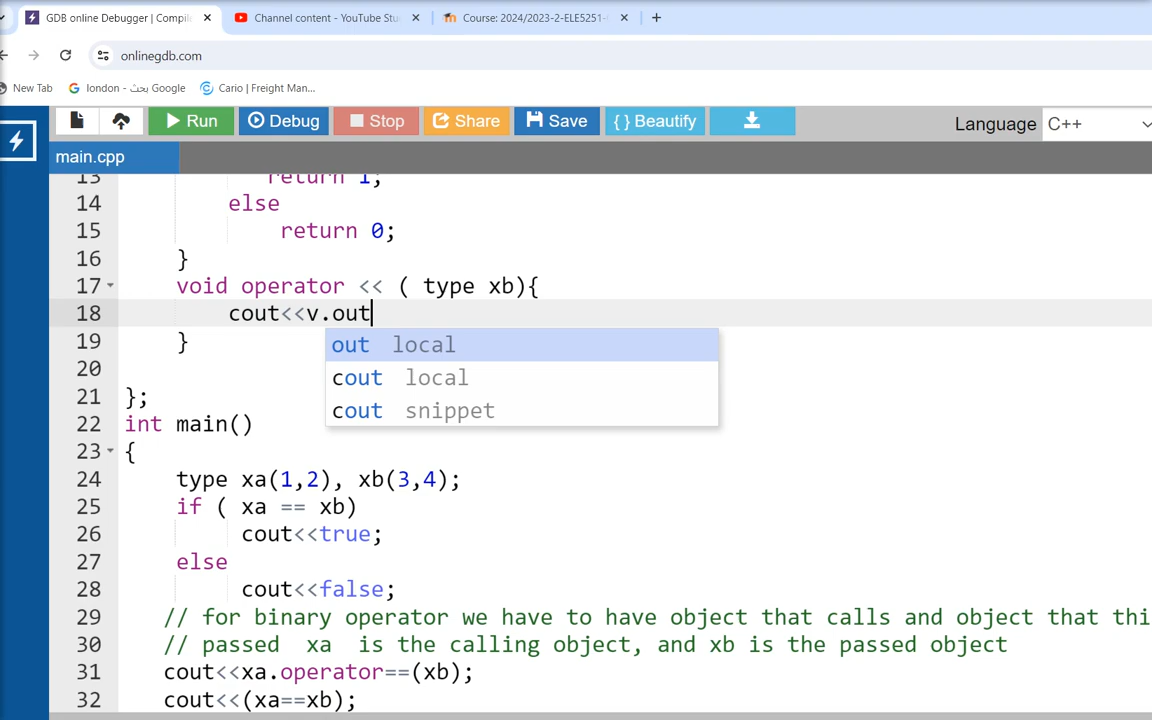 GDB online Debugger | Compile
Channel content - YouTube Stu
Course: 2024/2023-2-ELE5251-
onlinegdb.com
New Tab
london - بحث Google
Cario | Freight Man...
Run
Debug
Stop
Share
Save
{ } Beautify
Language C++
main.cpp
13 return 1;
14 else
15 return 0;
16 }
17 void operator << ( type xb){
18 cout<<v.out
19 }
out local
20
cout local
21 };
cout snippet
22 int main()
23 {
24 type xa(1,2), xb(3,4);
25 if ( xa == xb)
26 cout<<true;
27 else
28 cout<<false;
29 // for binary operator we have to have object that calls and object that thi
30 // passed xa is the calling object, and xb is the passed object
31 cout<<xa.operator==(xb);
32 cout<<(xa==xb);